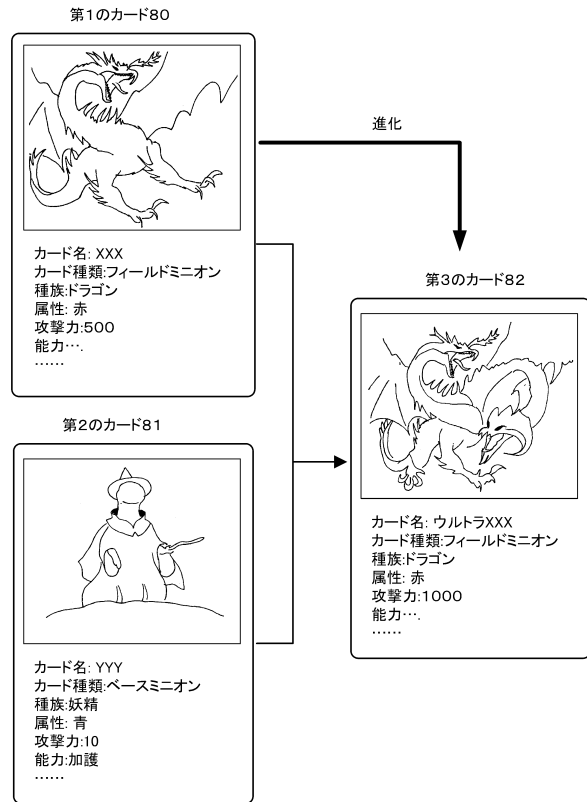 第1のカード80
カード名: XXX
カード種類:フィールドミニオン
種族:ドラゴン
属性: 赤
攻撃力:500
能力….
……
進化
第2のカード81
カード名: YYY
カード種類:ベースミニオン
種族:妖精
属性: 青
攻撃力:10
能力:加護
……
第3のカード82
カード名: ウルトラXXX
カード種類:フィールドミニオン
種族:ドラゴン
属性: 赤
攻撃力:1000
能力….
……